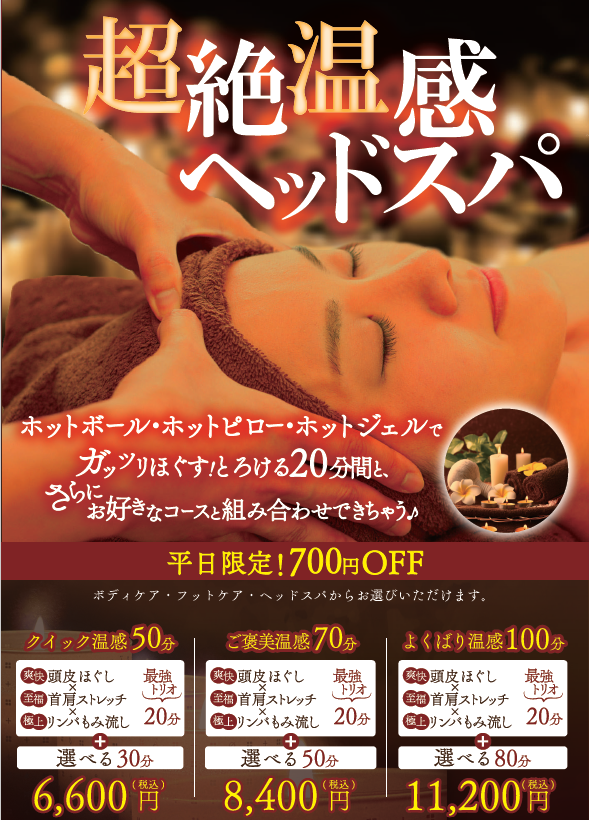 超絶温感
ヘッドスパ
ホットボール・ホットピロー・ホットジェルで
ガッツリほぐす!とろける20分間と、
さらに
お好きなコースと組み合わせできちゃう♪
平日限定!700円OFF
ボディケア・フットケア・ヘッドスパからお選びいただけます。
クイック温感50分
爽快 頭皮ほぐし
×
至福 首肩ストレッチ
×
極上 リンパもみ流し
最強
トリオ
20分
+
選べる30分
6,600円(税込)
ご褒美温感70分
爽快 頭皮ほぐし
×
至福 首肩ストレッチ
×
極上 リンパもみ流し
最強
トリオ
20分
+
選べる50分
8,400円(税込)
よくばり温感100分
爽快 頭皮ほぐし
×
至福 首肩ストレッチ
×
極上 リンパもみ流し
最強
トリオ
20分
+
選べる80分
11,200円(税込)